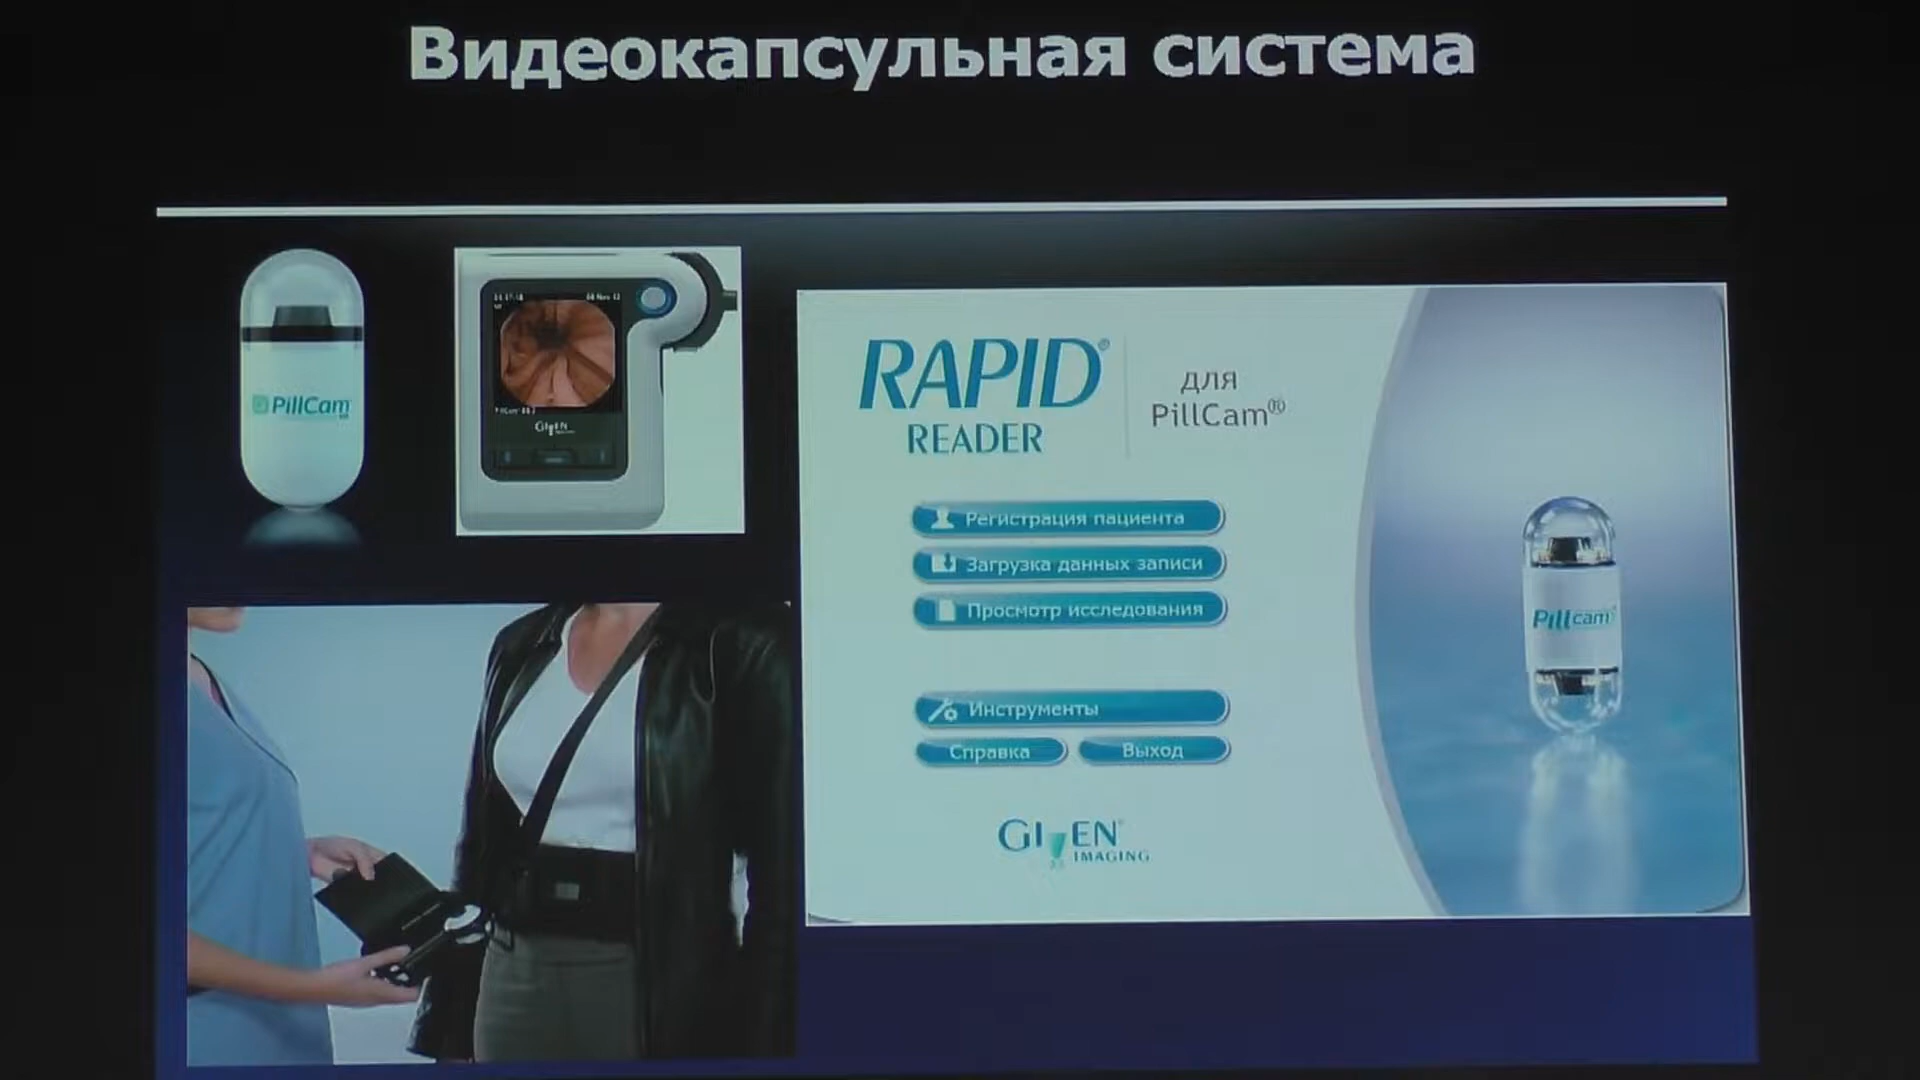 Видеокапсульная система
PillCam
GIVEN
RAPID®
READER
для
PillCam®
Регистрация пациента
Загрузка данных записи
Просмотр исследования
Инструменты
Справка
Выход
GIVEN®
IMAGING
Pillcam